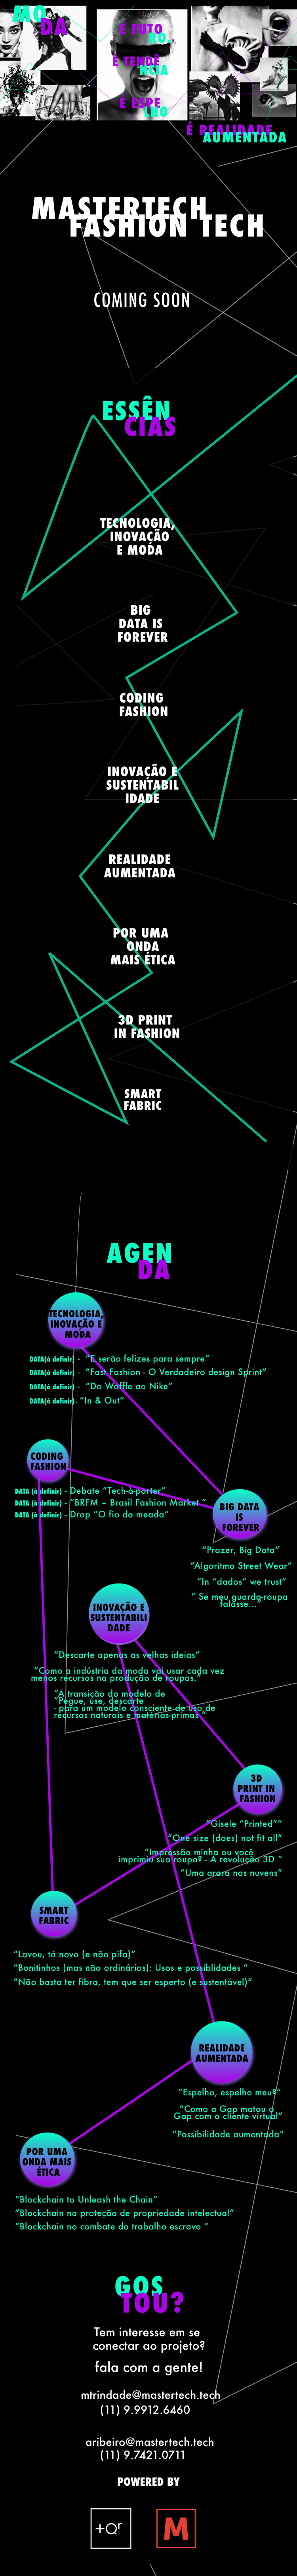 MO
DA
É FUTO
RO.
É TENDÊ
NCIA
É ESPE
LHO
É REALIDADE
AUMENTADA
MASTERTECH
FASHION TECH
COMING SOON
ESSÊN
CIAS
TECNOLOGIA,
INOVAÇÃO
E MODA
BIG
DATA IS
FOREVER
CODING
FASHION
INOVAÇÃO E
SUSTENTABIL
IDADE
REALIDADE
AUMENTADA
POR UMA
ONDA
MAIS ÉTICA
3D PRINT
IN FASHION
SMART
FABRIC
AGEN
DA
TECNOLOGIA,
INOVAÇÃO E
MODA
DATA(à definir) - "E serão felizes para sempre"
DATA(à definir) - "Fast Fashion - O Verdadeiro design Sprint"
DATA(à definir) - "Do Waffle ao Nike"
DATA(à definir) "In & Out"
CODING
FASHION
DATA (à definir) - Debate "Tech-à-porter"
DATA (à definir) - "BRFM – Brasil Fashion Market "
DATA (à definir) - Drop "O fio da meada"
BIG DATA
IS
FOREVER
"Prazer, Big Data"
"Algoritmo Street Wear"
"In "dados" we trust"
" Se meu guarda-roupa
falasse..."
INOVAÇÃO E
SUSTENTABILI
DADE
"Descarte apenas as velhas ideias"
"Como a indústria da moda vai usar cada vez
menos recursos na produção de roupas."
"A transição do modelo de
"Pegue, use, descarte
- para um modelo consciente de uso de
recursos naturais e matérias-primas"
3D
PRINT IN
FASHION
"Gisele "Printed""
"One size (does) not fit all"
"Impressão minha ou você
imprimiu sua roupa? - A revolução 3D "
"Uma arara nas nuvens"
SMART
FABRIC
"Lavou, tá novo (e não pifa)"
"Bonitinhos (mas não ordinários): Usos e possiblidades "
"Não basta ter fibra, tem que ser esperto (e sustentável)"
REALIDADE
AUMENTADA
"Espelho, espelho meu?"
"Como a Gap matou o
Gap com o cliente virtual"
"Possibilidade aumentada"
POR UMA
ONDA MAIS
ÉTICA
"Blockchain to Unleash the Chain"
"Blockchain na proteção de propriedade intelectual"
"Blockchain no combate do trabalho escravo "
GOS
TOU?
Tem interesse em se
conectar ao projeto?
fala com a gente!
mtrindade@mastertech.tech
(11) 9.9912.6460
aribeiro@mastertech.tech
(11) 9.7421.0711
POWERED BY
+ar M